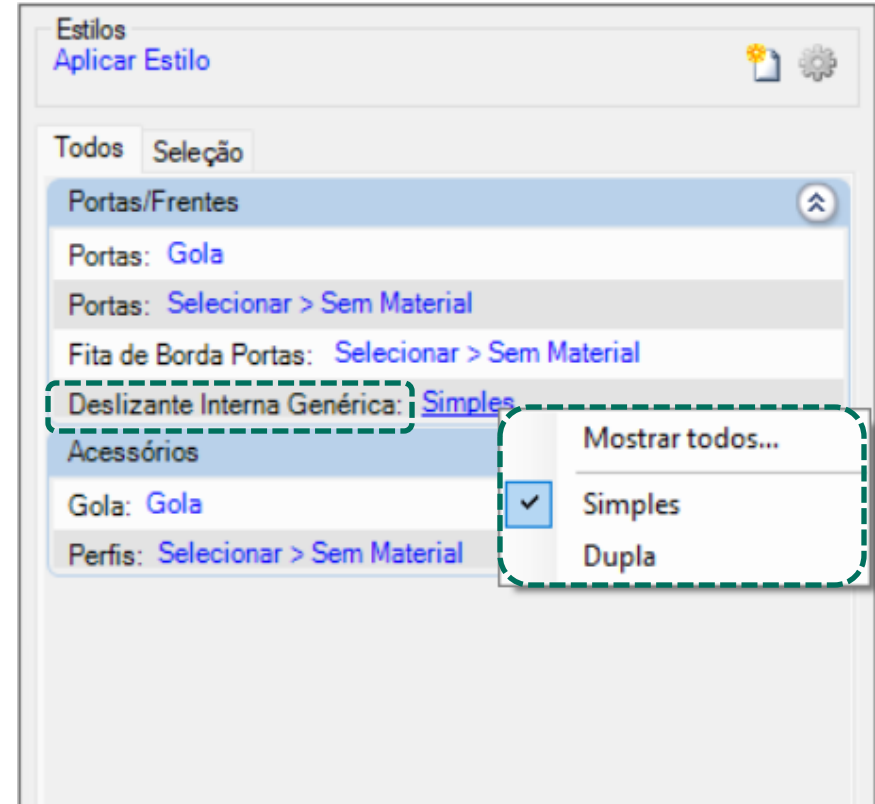 Estilos
Aplicar Estilo
Todos Seleção
Portas/Frentes
Portas: Gola
Portas: Selecionar > Sem Material
Fita de Borda Portas: Selecionar > Sem Material
Deslizante Interna Genérica: Simples
Mostrar todos...
Simples
Dupla
Acessórios
Gola: Gola
Perfis: Selecionar > Sem Material